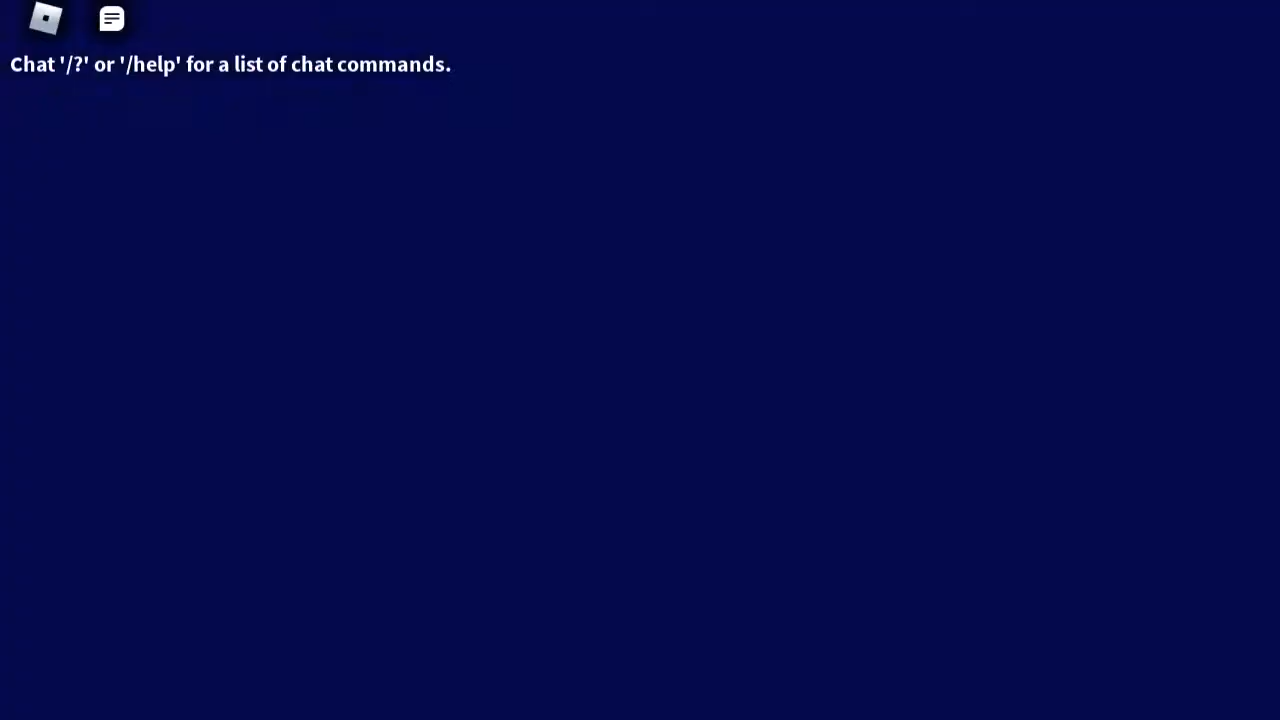 Chat '/?' or '/help' for a list of chat commands.